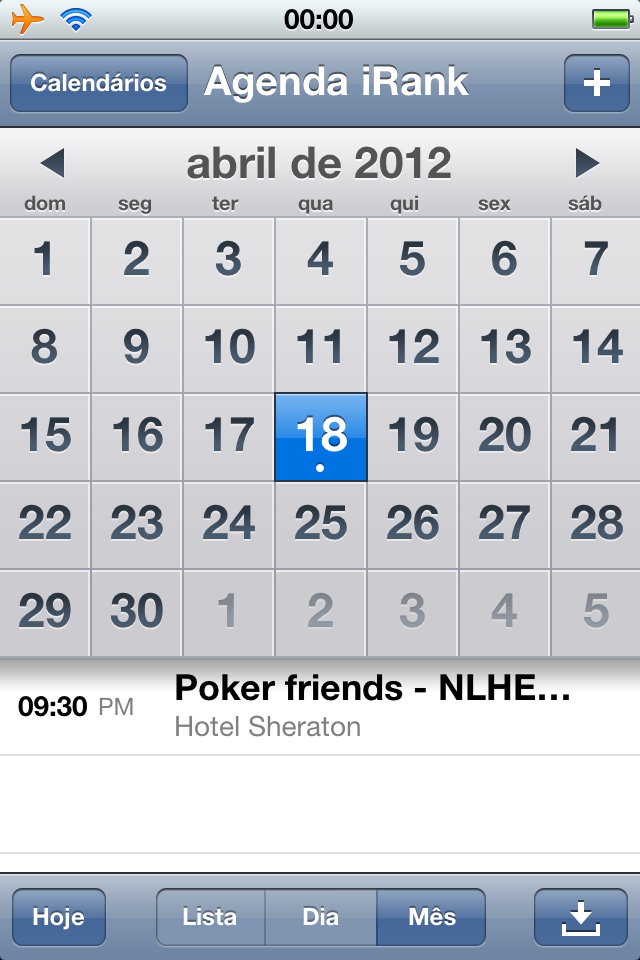 00:00
Calendários Agenda iRank +
abril de 2012
dom seg ter qua qui sex sáb
1 2 3 4 5 6 7
8 9 10 11 12 13 14
15 16 17 18 19 20 21
22 23 24 25 26 27 28
29 30 1 2 3 4 5
Poker friends - NLHE...
09:30 PM
Hotel Sheraton
Hoje Lista Dia Mês